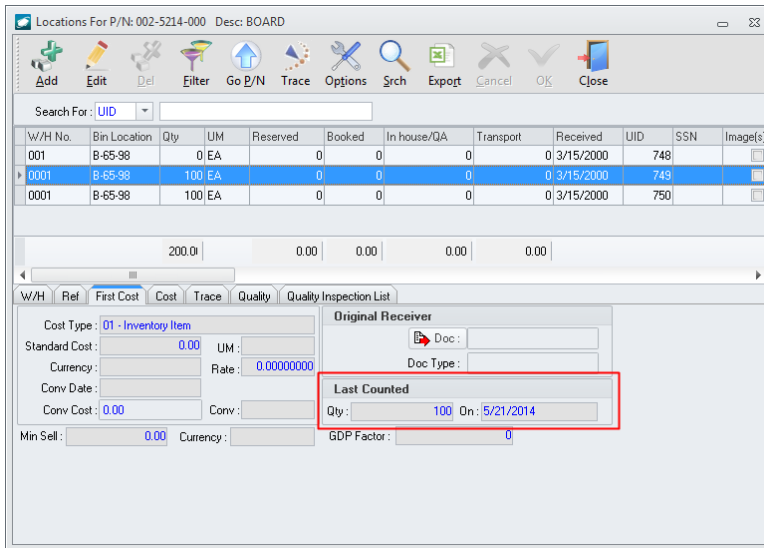 Locations For P/N: 002-5214-000 Desc: BOARD
Add Edit Del Filter Go P/N Trace Options Srch Export Cancel OK Close
Search For: UID
W/H No. Bin Location Qty UM Reserved Booked In house/QA Transport Received UID SSN Image(s)
001 B-65-98 0 EA 0 0 0 0 3/15/2000 748
0001 B-65-98 100 EA 0 0 0 0 3/15/2000 749
0001 B-65-98 100 EA 0 0 0 0 3/15/2000 750
200.0 0.00 0.00 0.00 0.00
W/H Ref First Cost Cost Trace Quality Quality Inspection List
Cost Type: 01 - Inventory Item
Standard Cost: 0.00 UM:
Currency: Rate: 0.00000000
Conv Date:
Conv Cost: 0.00 Conv:
Min Sell: 0.00 Currency:
Original Receiver
Doc:
Doc Type:
Last Counted
Qty: 100 On: 5/21/2014
GDP Factor: 0